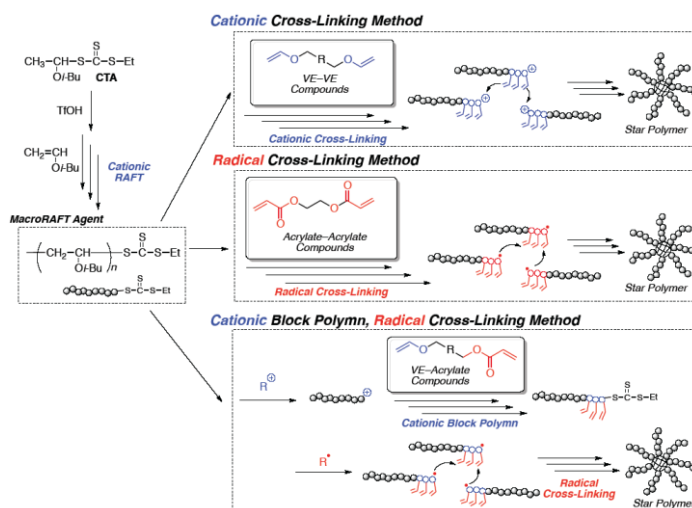 Cationic Cross-Linking Method
CH3–CH–S–C–S–Et
S
Oi-Bu
CTA
TfOH
CH2=CH
Oi-Bu
Cationic
RAFT
MacroRAFT Agent
CH2–CH
Oi-Bu
n
S–C–S–Et
S
S–C–S–Et
S
O
R
O
VE–VE
Compounds
Cationic Cross-Linking
Star Polymer
Radical Cross-Linking Method
O
O
O
O
Acrylate–Acrylate
Compounds
Radical Cross-Linking
Star Polymer
Cationic Block Polymn, Radical Cross-Linking Method
O
R
O
O
VE–Acrylate
Compounds
R⊕
Cationic Block Polymn
S
S–C–S–Et
R•
Radical
Cross-Linking
Star Polymer